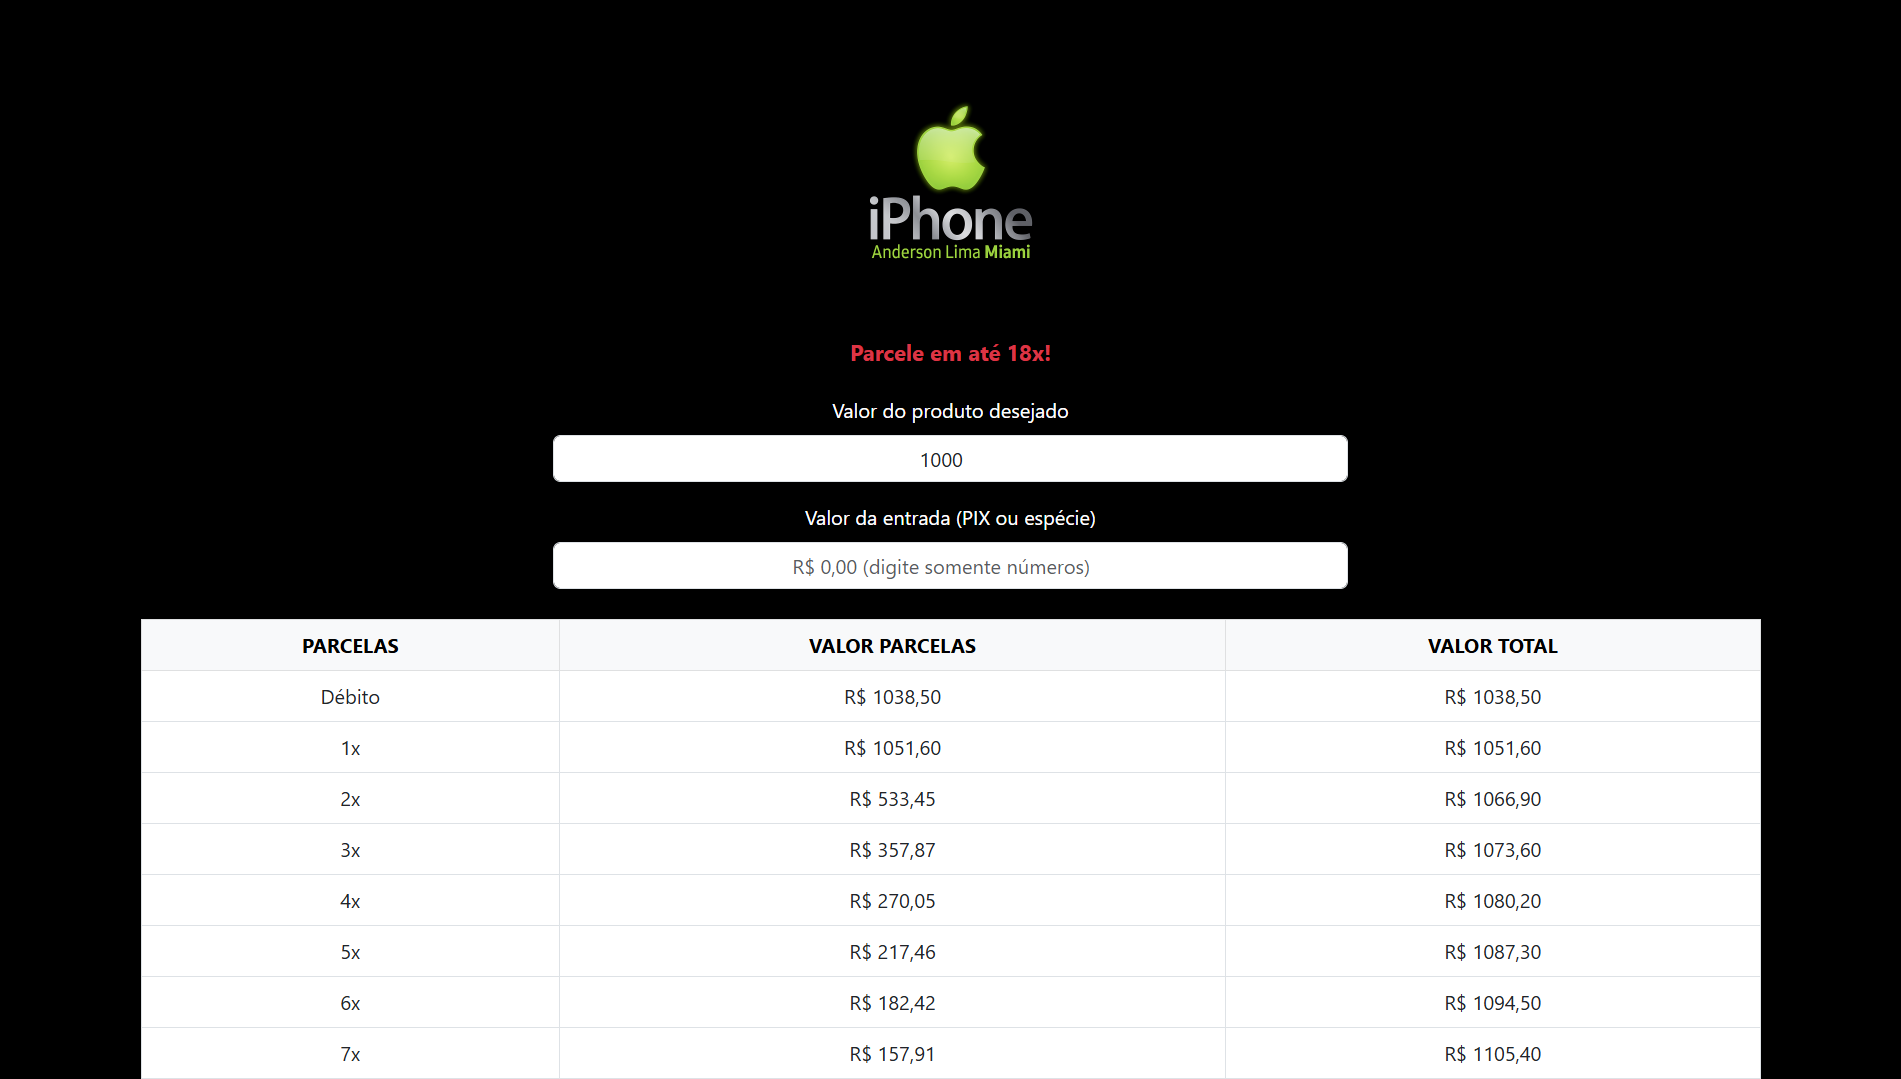 iPhone
Anderson Lima Miami
Parcele em até 18x!
Valor do produto desejado
1000
Valor da entrada (PIX ou espécie)
R$ 0,00 (digite somente números)
PARCELAS VALOR PARCELAS VALOR TOTAL
Débito R$ 1038,50 R$ 1038,50
1x R$ 1051,60 R$ 1051,60
2x R$ 533,45 R$ 1066,90
3x R$ 357,87 R$ 1073,60
4x R$ 270,05 R$ 1080,20
5x R$ 217,46 R$ 1087,30
6x R$ 182,42 R$ 1094,50
7x R$ 157,91 R$ 1105,40